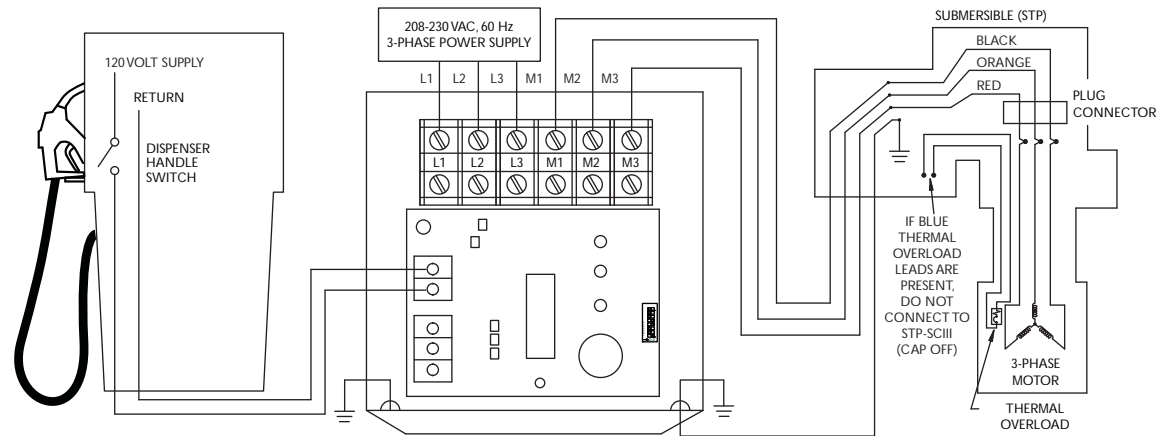 208-230 VAC, 60 Hz
3-PHASE POWER SUPPLY
120 VOLT SUPPLY
RETURN
DISPENSER
HANDLE
SWITCH
L1 L2 L3 M1 M2 M3
L1 L2 L3 M1 M2 M3
SUBMERSIBLE (STP)
BLACK
ORANGE
RED
PLUG
CONNECTOR
IF BLUE
THERMAL
OVERLOAD
LEADS ARE
PRESENT,
DO NOT
CONNECT TO
STP-SCIII
(CAP OFF)
3-PHASE
MOTOR
THERMAL
OVERLOAD